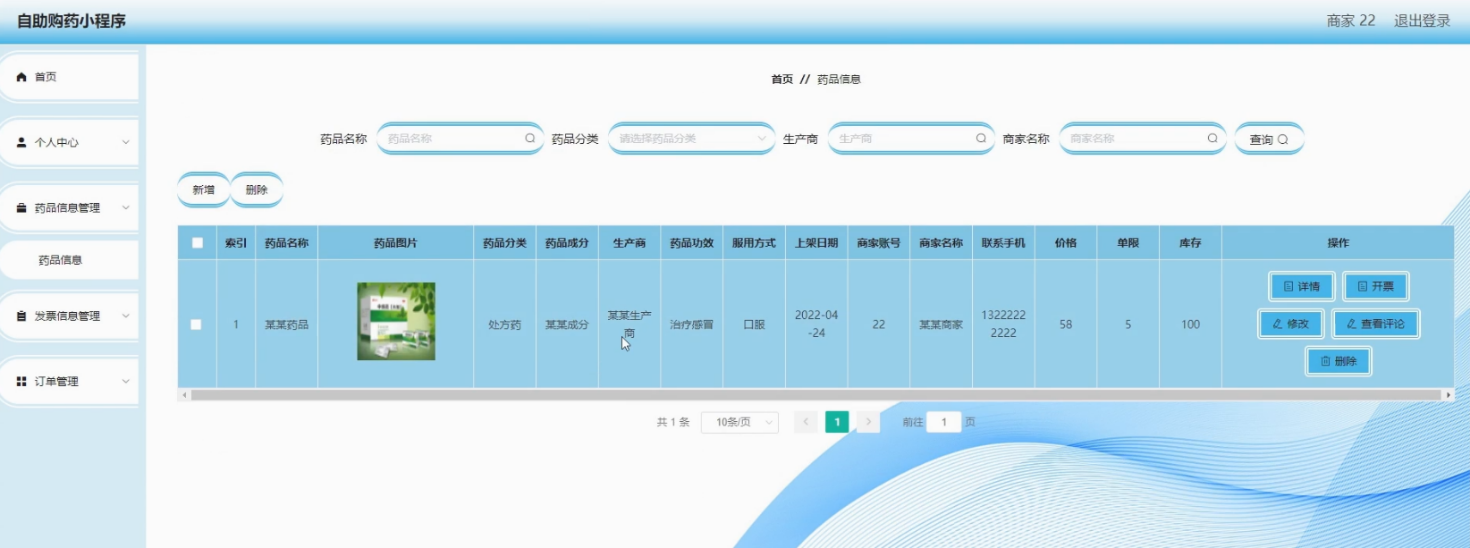 自助购药小程序
商家 22 退出登录
首页
个人中心
药品信息管理
药品信息
发票信息管理
订单管理
首页 // 药品信息
药品名称 药品名称 药品分类 请选择药品分类 生产商 生产商 商家名称 商家名称 查询
新增 删除
索引 药品名称 药品图片 药品分类 药品成分 生产商 药品功效 服用方式 上架日期 商家账号 商家名称 联系手机 价格 单限 库存 操作
1 某某药品 处方药 某某成分 某某生产商 治疗感冒 口服 2022-04-24 22 某某商家 13222222222 58 5 100
详情 开票
修改 查看评论
删除
共 1 条 10条/页 1 前往 1 页